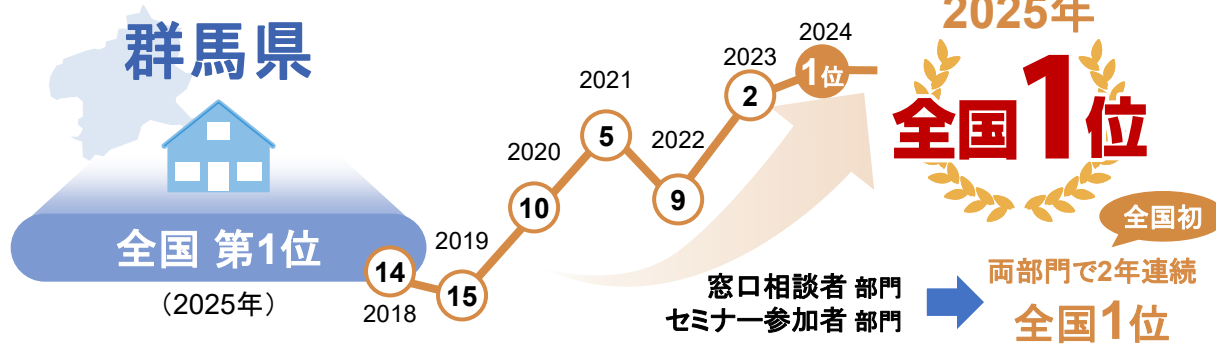 群馬県
全国 第1位
（2025年）
14
2018
2019
15
2020
10
2021
5
2022
9
2023
2
2024
1位
2025年
全国1位
全国初
窓口相談者 部門
セミナー参加者 部門
両部門で2年連続
全国1位